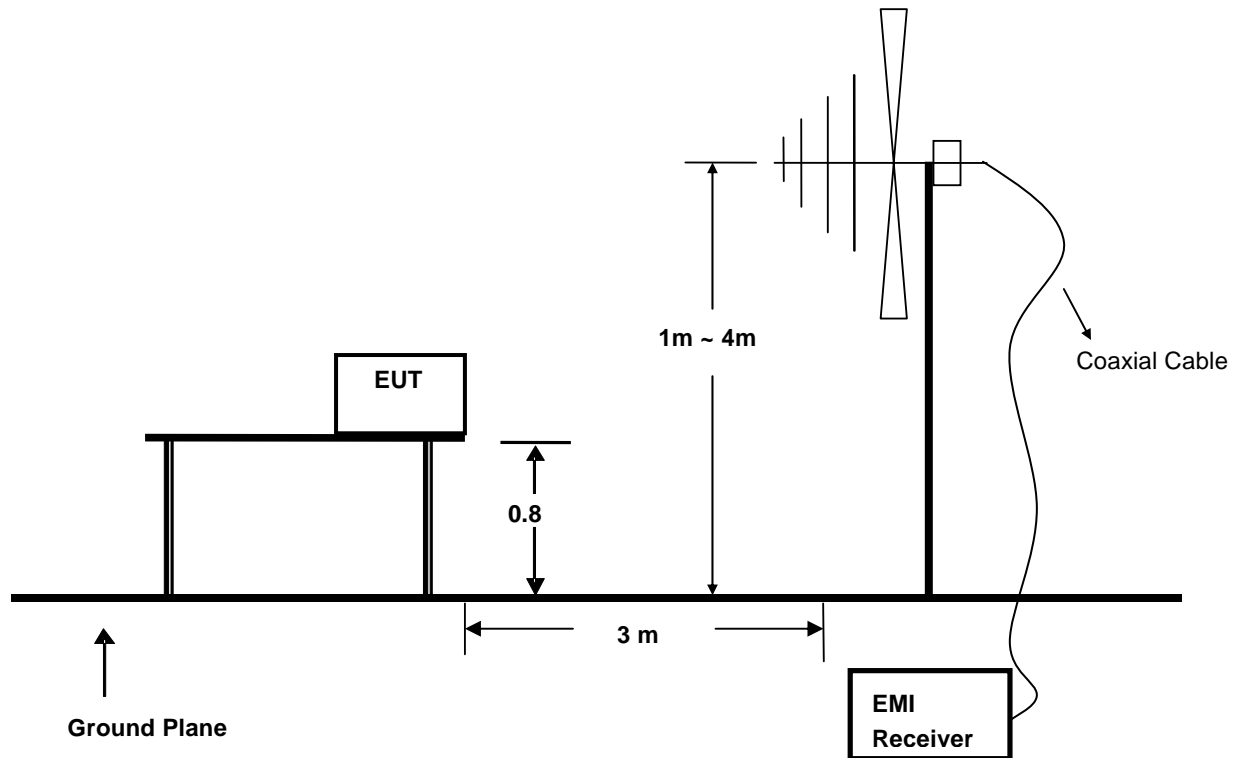 1m ~ 4m
Coaxial Cable
EUT
0.8
3 m
Ground Plane
EMI
Receiver